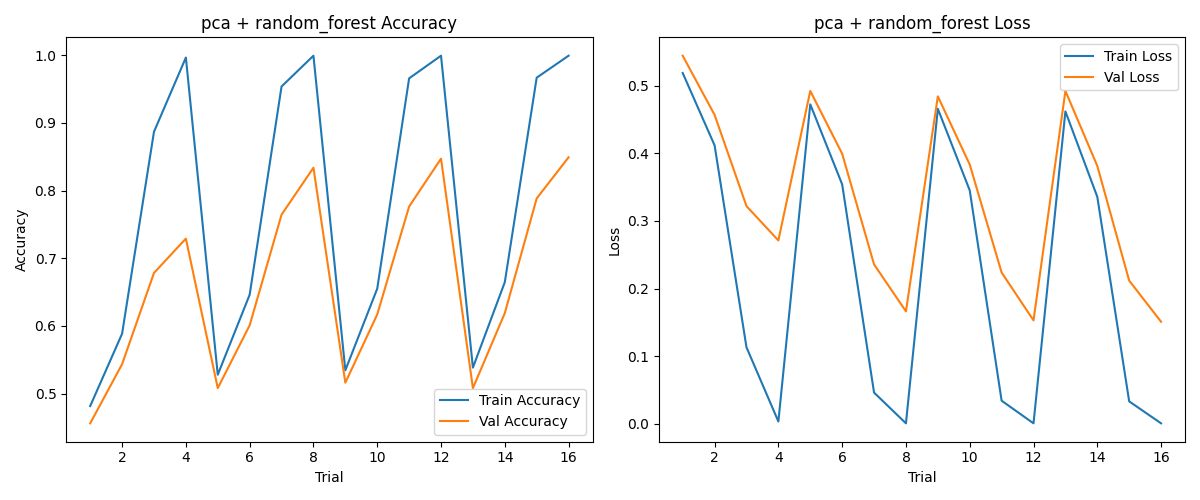 pca + random_forest Accuracy
Accuracy
1.0
0.9
0.8
0.7
0.6
0.5
2 4 6 8 10 12 14 16
Trial
Train Accuracy
Val Accuracy
pca + random_forest Loss
Loss
0.5
0.4
0.3
0.2
0.1
0.0
2 4 6 8 10 12 14 16
Trial
Train Loss
Val Loss